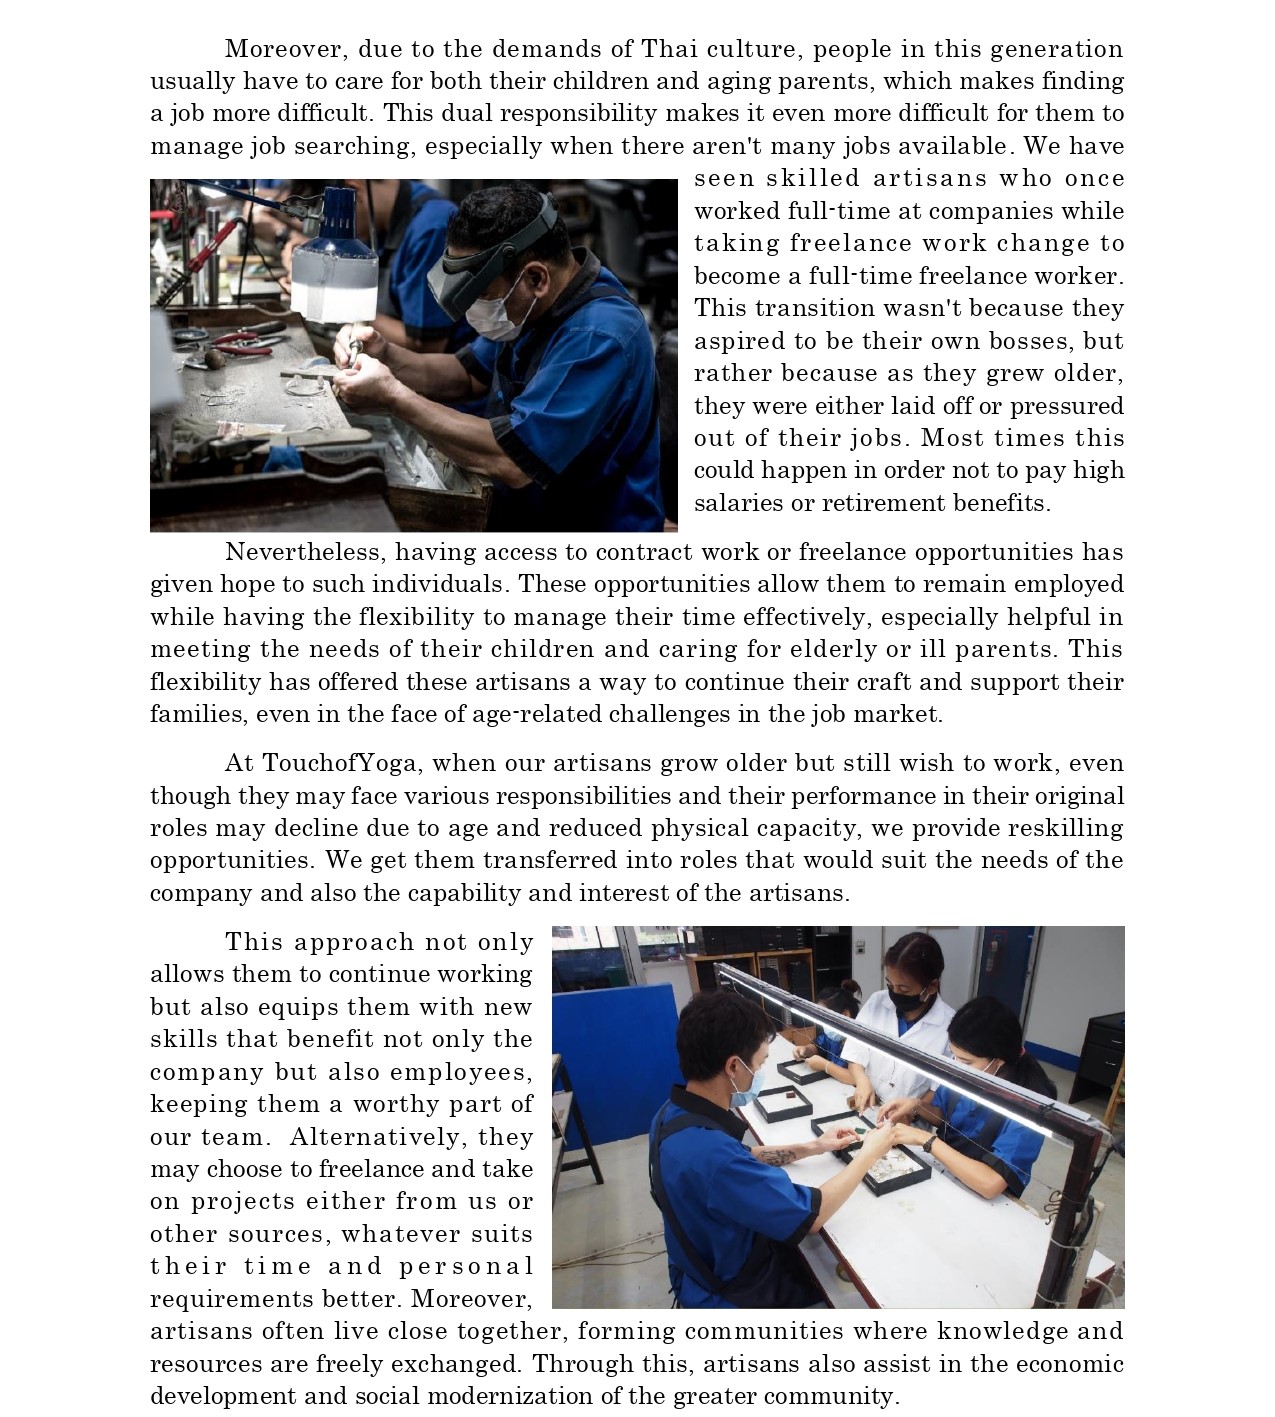 Moreover, due to the demands of Thai culture, people in this generation
usually have to care for both their children and aging parents, which makes finding
a job more difficult. This dual responsibility makes it even more difficult for them to
manage job searching, especially when there aren't many jobs available. We have
seen skilled artisans who once
worked full-time at companies while
taking freelance work change to
become a full-time freelance worker.
This transition wasn't because they
aspired to be their own bosses, but
rather because as they grew older,
they were either laid off or pressured
out of their jobs. Most times this
could happen in order not to pay high
salaries or retirement benefits.
Nevertheless, having access to contract work or freelance opportunities has
given hope to such individuals. These opportunities allow them to remain employed
while having the flexibility to manage their time effectively, especially helpful in
meeting the needs of their children and caring for elderly or ill parents. This
flexibility has offered these artisans a way to continue their craft and support their
families, even in the face of age-related challenges in the job market.
At TouchofYoga, when our artisans grow older but still wish to work, even
though they may face various responsibilities and their performance in their original
roles may decline due to age and reduced physical capacity, we provide reskilling
opportunities. We get them transferred into roles that would suit the needs of the
company and also the capability and interest of the artisans.
This approach not only
allows them to continue working
but also equips them with new
skills that benefit not only the
company but also employees,
keeping them a worthy part of
our team.  Alternatively, they
may choose to freelance and take
on projects either from us or
other sources, whatever suits
their time and personal
requirements better. Moreover,
artisans often live close together, forming communities where knowledge and
resources are freely exchanged. Through this, artisans also assist in the economic
development and social modernization of the greater community.